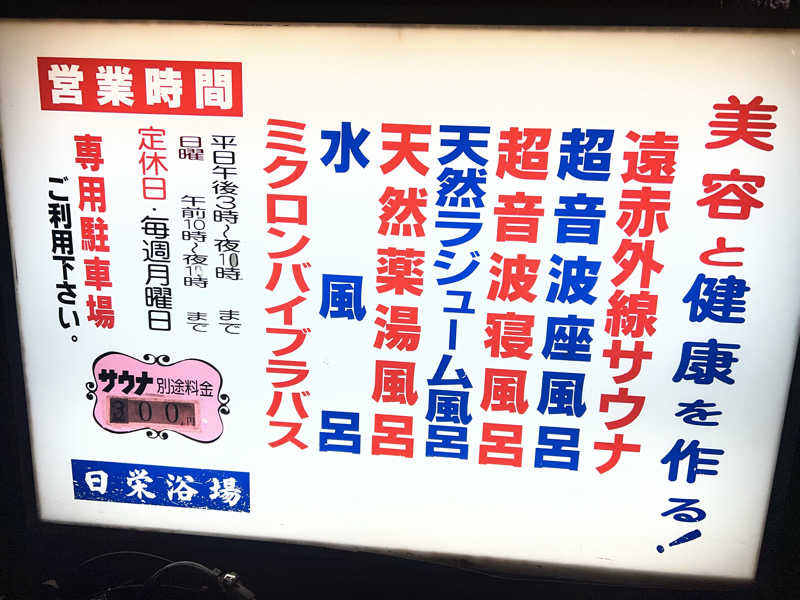 美容と健康を作る!
遠赤外線サウナ
超音波座風呂
超音波寝風呂
天然ラジューム風呂
天然薬湯風呂
水風呂
ミクロンバイブラバス
営業時間
平日午後3時〜夜10時まで
日曜 午前10時〜夜11時まで
定休日・毎週月曜日
専用駐車場
ご利用下さい。
サウナ別途料金
300円
日栄浴場